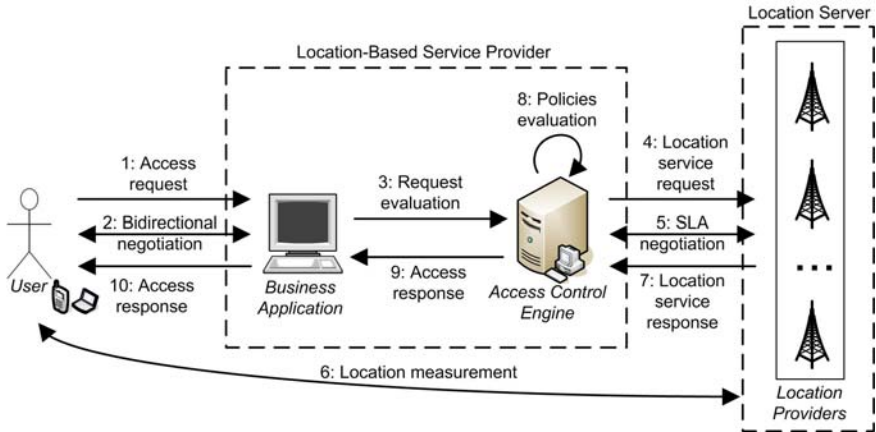 Location Server
Location-Based Service Provider
8: Policies
evaluation
1: Access
request
3: Request
evaluation
4: Location
service
request
2: Bidirectional
negotiation
5: SLA
negotiation
10: Access
response
9: Access
response
7: Location
service
response
User
Business
Application
Access Control
Engine
6: Location measurement
Location
Providers